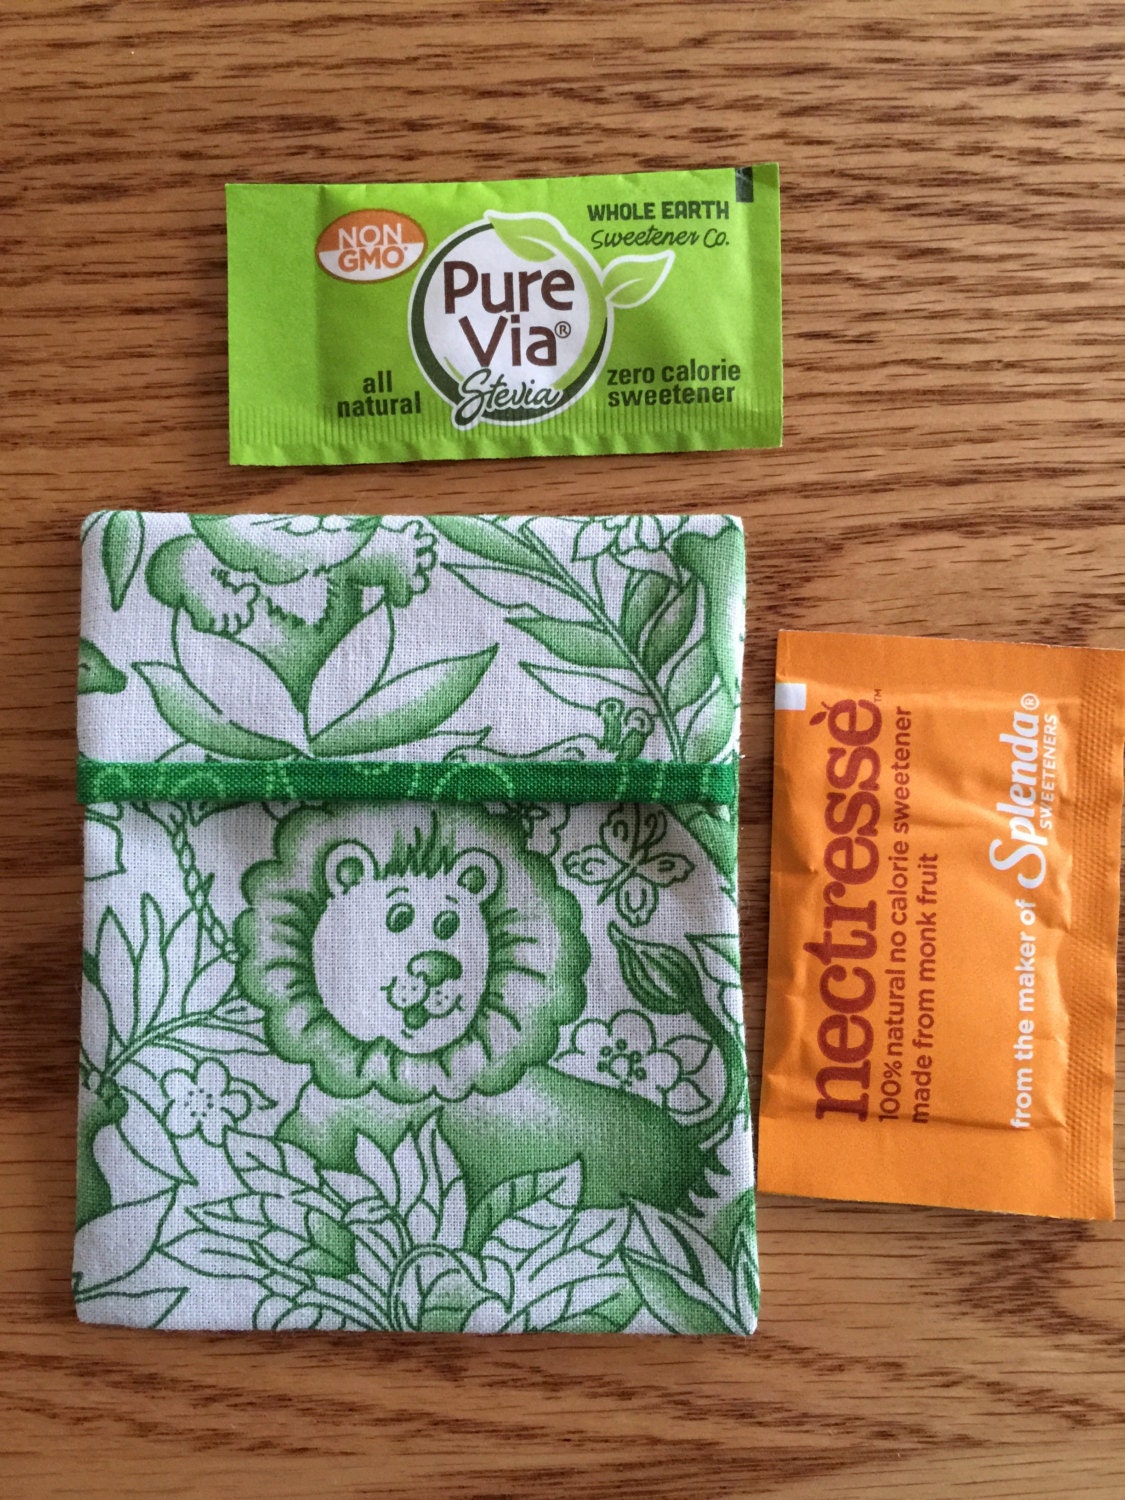 NON
GMO
WHOLE EARTH
Sweetener Co.
Pure
Via®
Stevia
all
natural
zero calorie
sweetener
nectresse™
100% natural no calorie sweetener
made from monk fruit
from the maker of Splenda®
SWEETENERS